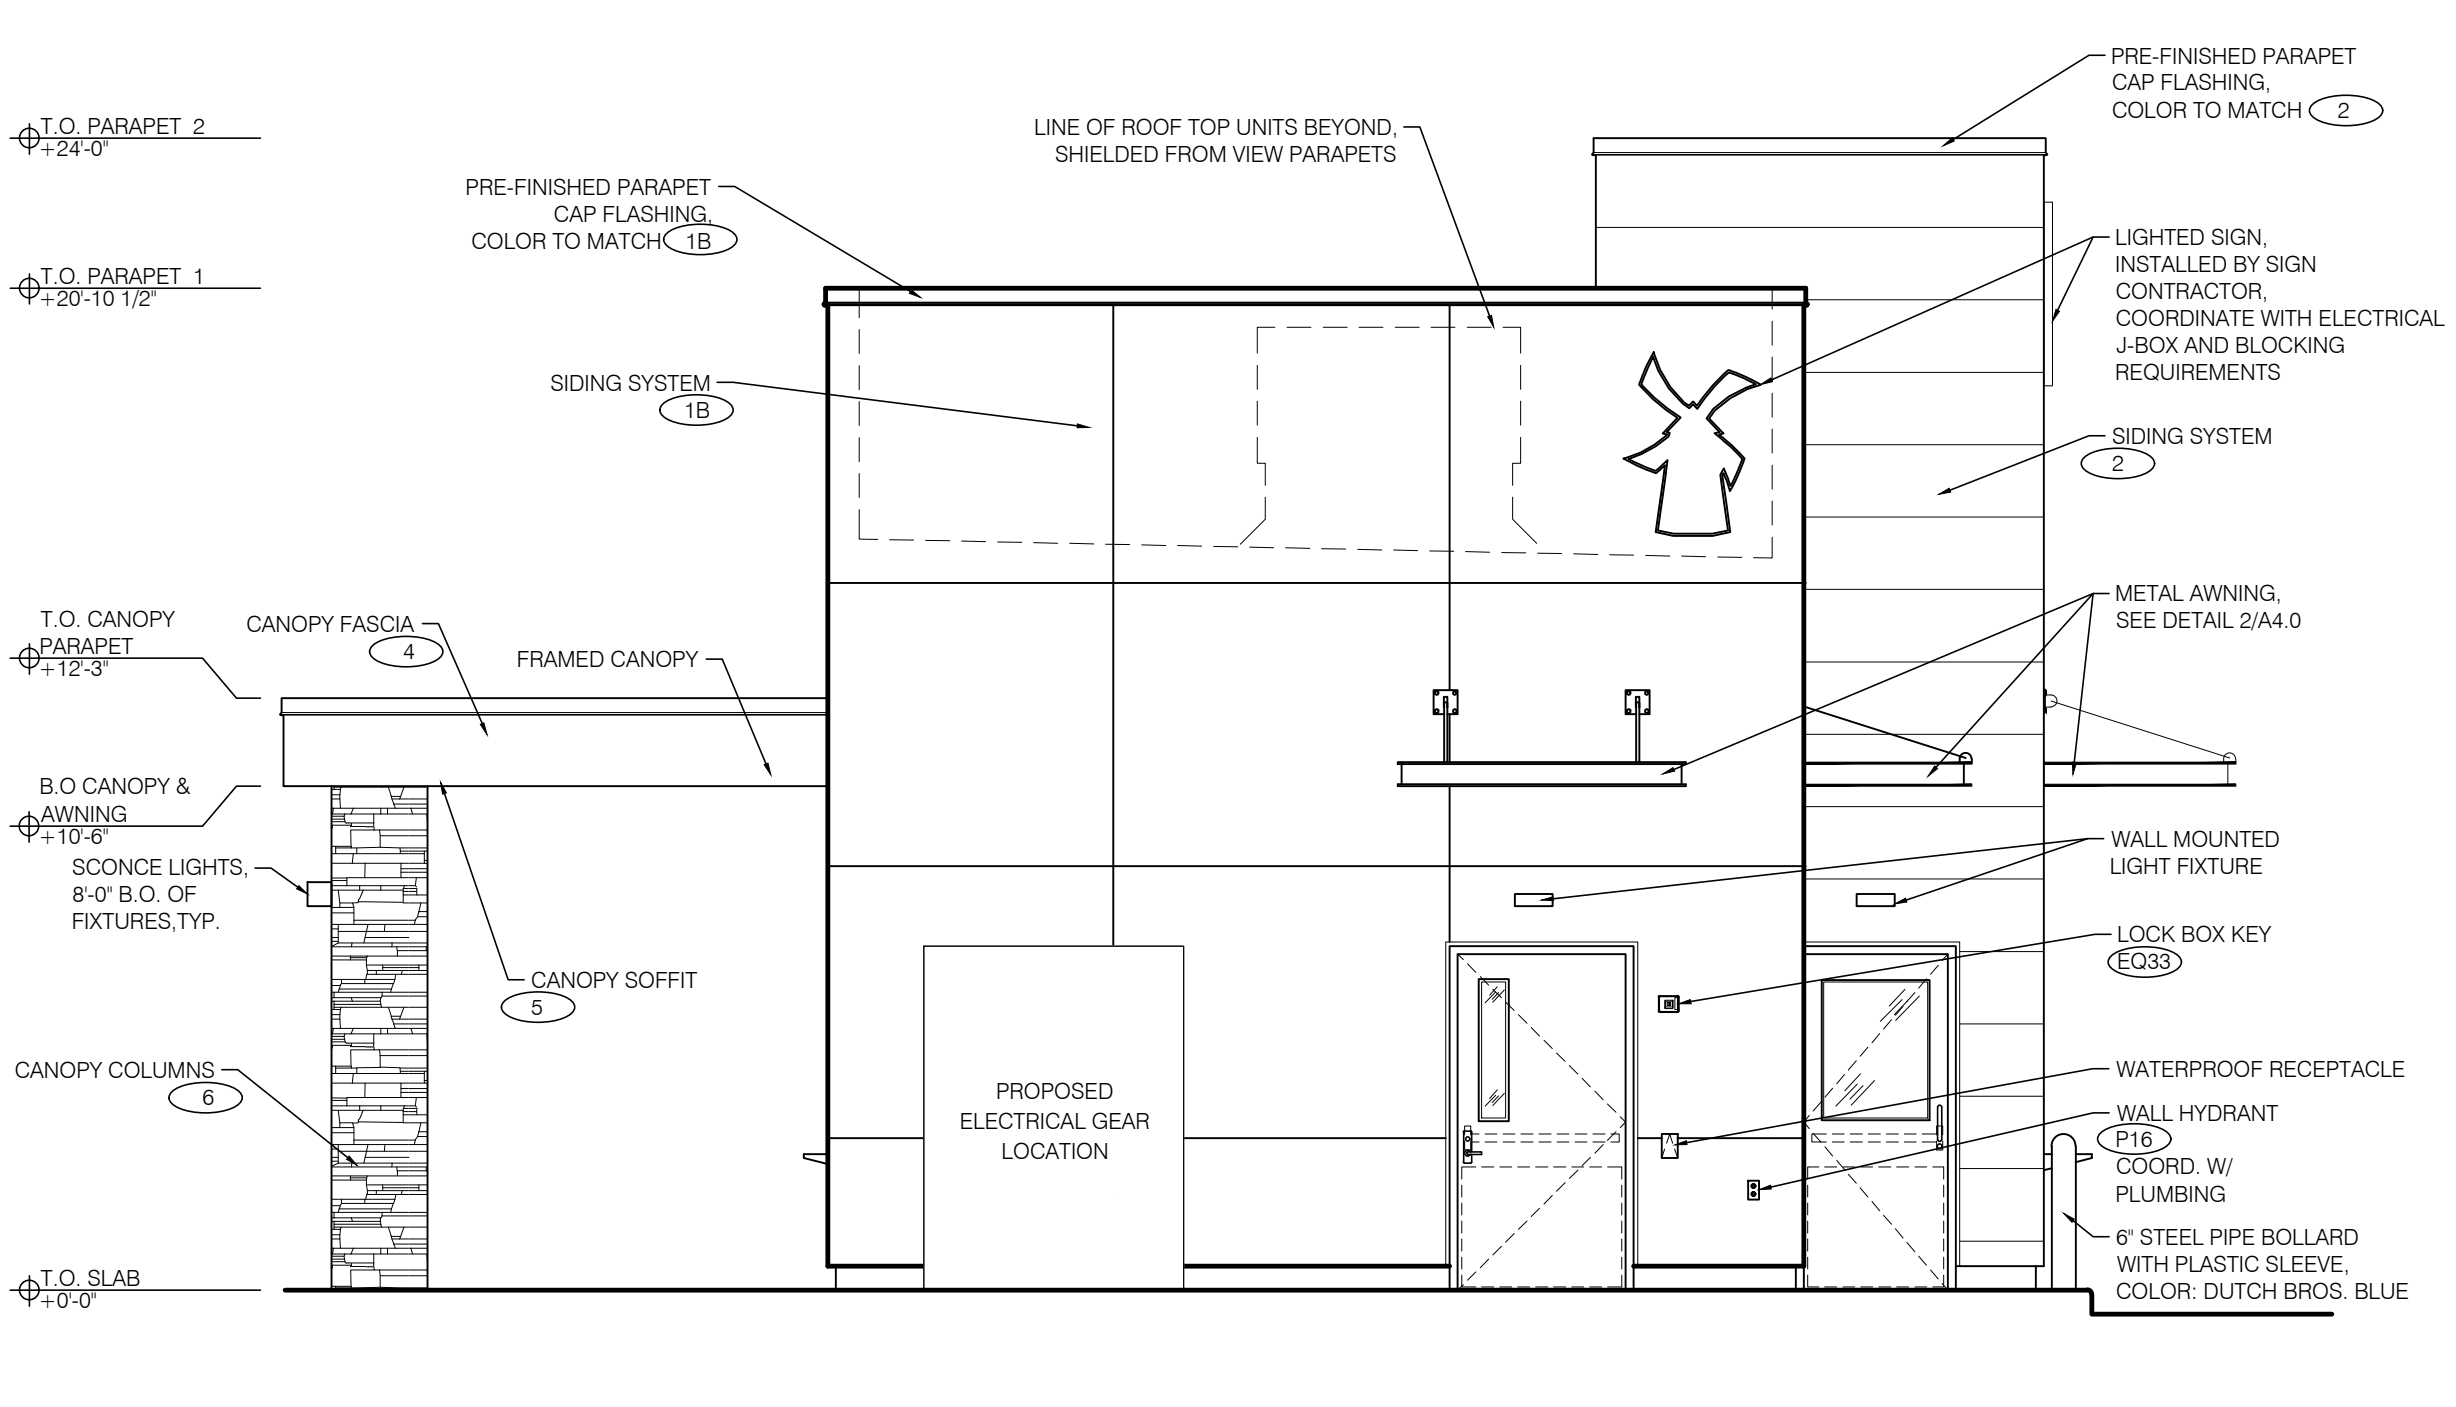 T.O. PARAPET 2
+24'-0"
T.O. PARAPET 1
+20'-10 1/2"
T.O. CANOPY
PARAPET
+12'-3"
B.O CANOPY &
AWNING
+10'-6"
SCONCE LIGHTS,
8'-0" B.O. OF
FIXTURES,TYP.
CANOPY COLUMNS
6
T.O. SLAB
+0'-0"
PRE-FINISHED PARAPET
CAP FLASHING,
COLOR TO MATCH 1B
SIDING SYSTEM
1B
CANOPY FASCIA
4
FRAMED CANOPY
CANOPY SOFFIT
5
LINE OF ROOF TOP UNITS BEYOND,
SHIELDED FROM VIEW PARAPETS
PROPOSED
ELECTRICAL GEAR
LOCATION
PRE-FINISHED PARAPET
CAP FLASHING,
COLOR TO MATCH 2
LIGHTED SIGN,
INSTALLED BY SIGN
CONTRACTOR,
COORDINATE WITH ELECTRICAL
J-BOX AND BLOCKING
REQUIREMENTS
SIDING SYSTEM
2
METAL AWNING,
SEE DETAIL 2/A4.0
WALL MOUNTED
LIGHT FIXTURE
LOCK BOX KEY
EQ33
WATERPROOF RECEPTACLE
WALL HYDRANT
P16
COORD. W/
PLUMBING
6" STEEL PIPE BOLLARD
WITH PLASTIC SLEEVE,
COLOR: DUTCH BROS. BLUE